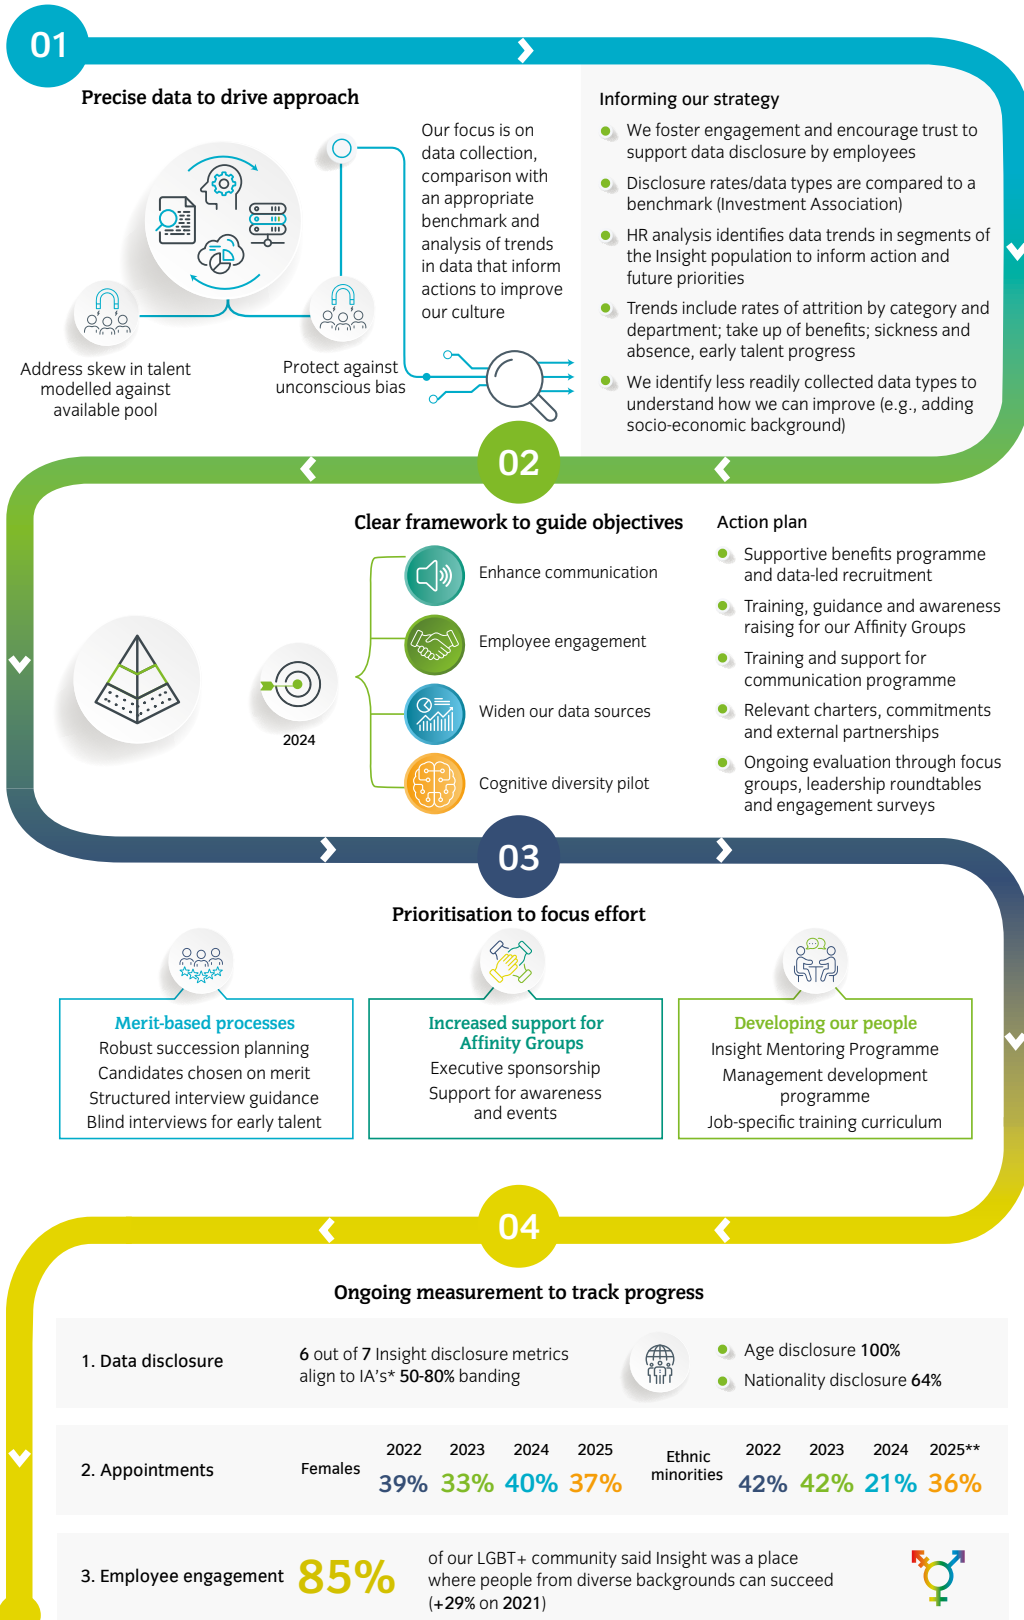 01
Precise data to drive approach
Our focus is on
data collection,
comparison with
an appropriate
benchmark and
analysis of trends
in data that inform
actions to improve
our culture
Address skew in talent
modelled against
available pool
Protect against
unconscious bias
Informing our strategy
We foster engagement and encourage trust to
support data disclosure by employees
Disclosure rates/data types are compared to a
benchmark (Investment Association)
HR analysis identifies data trends in segments of
the Insight population to inform action and
future priorities
Trends include rates of attrition by category and
department; take up of benefits; sickness and
absence, early talent progress
We identify less readily collected data types to
understand how we can improve (e.g., adding
socio-economic background)
02
Clear framework to guide objectives
2024
Enhance communication
Employee engagement
Widen our data sources
Cognitive diversity pilot
Action plan
Supportive benefits programme
and data-led recruitment
Training, guidance and awareness
raising for our Affinity Groups
Training and support for
communication programme
Relevant charters, commitments
and external partnerships
Ongoing evaluation through focus
groups, leadership roundtables
and engagement surveys
03
Prioritisation to focus effort
Merit-based processes
Robust succession planning
Candidates chosen on merit
Structured interview guidance
Blind interviews for early talent
Increased support for
Affinity Groups
Executive sponsorship
Support for awareness
and events
Developing our people
Insight Mentoring Programme
Management development
programme
Job-specific training curriculum
04
Ongoing measurement to track progress
1. Data disclosure
6 out of 7 Insight disclosure metrics
align to IA's* 50-80% banding
Age disclosure 100%
Nationality disclosure 64%
2. Appointments
Females
2022 2023 2024 2025
39% 33% 40% 37%
Ethnic
minorities
2022 2023 2024 2025**
42% 42% 21% 36%
3. Employee engagement
85%
of our LGBT+ community said Insight was a place
where people from diverse backgrounds can succeed
(+29% on 2021)